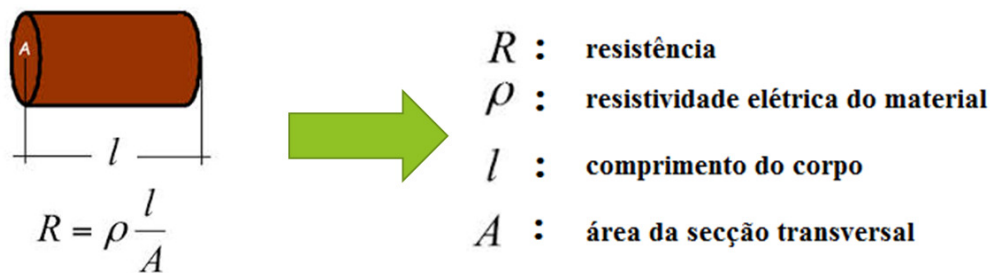 A
l
R = ρ l/A
R : resistência
ρ : resistividade elétrica do material
l : comprimento do corpo
A : área da secção transversal